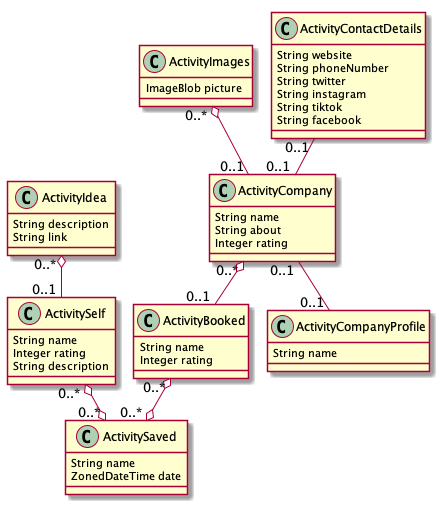 C ActivityContactDetails
String website
String phoneNumber
String twitter
String instagram
String tiktok
String facebook
C ActivityImages
ImageBlob picture
0..*
0..1
0..1
0..1
C ActivityCompany
String name
String about
Integer rating
C ActivityIdea
String description
String link
0..*
0..*
0..1
0..1
0..1
0..1
C ActivitySelf
String name
Integer rating
String description
C ActivityBooked
String name
Integer rating
C ActivityCompanyProfile
String name
0..*
0..*
0..*
0..*
C ActivitySaved
String name
ZonedDateTime date